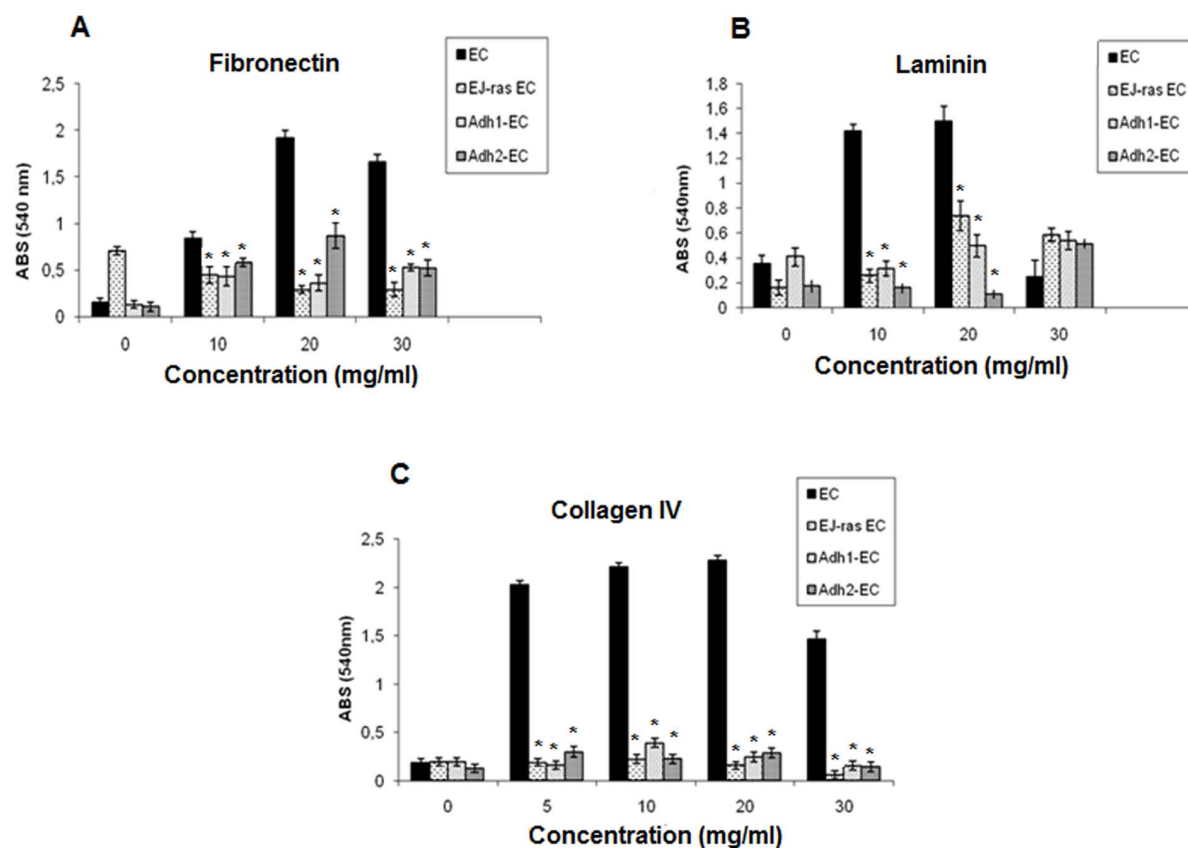 A
Fibronectin
EC
EJ-ras EC
Adh1-EC
Adh2-EC
ABS (540 nm)
2,5
2
1,5
1
0,5
0
* * *
* * *
* * *
0 10 20 30
Concentration (mg/ml)
B
Laminin
EC
EJ-ras EC
Adh1-EC
Adh2-EC
ABS (540nm)
1,8
1,6
1,4
1,2
1
0,8
0,6
0,4
0,2
0
* * *
* * *
0 10 20 30
Concentration (mg/ml)
C
Collagen IV
EC
EJ-ras EC
Adh1-EC
Adh2-EC
ABS (540nm)
2,5
2
1,5
1
0,5
0
* * *
* * *
* * *
* * *
0 5 10 20 30
Concentration (mg/ml)